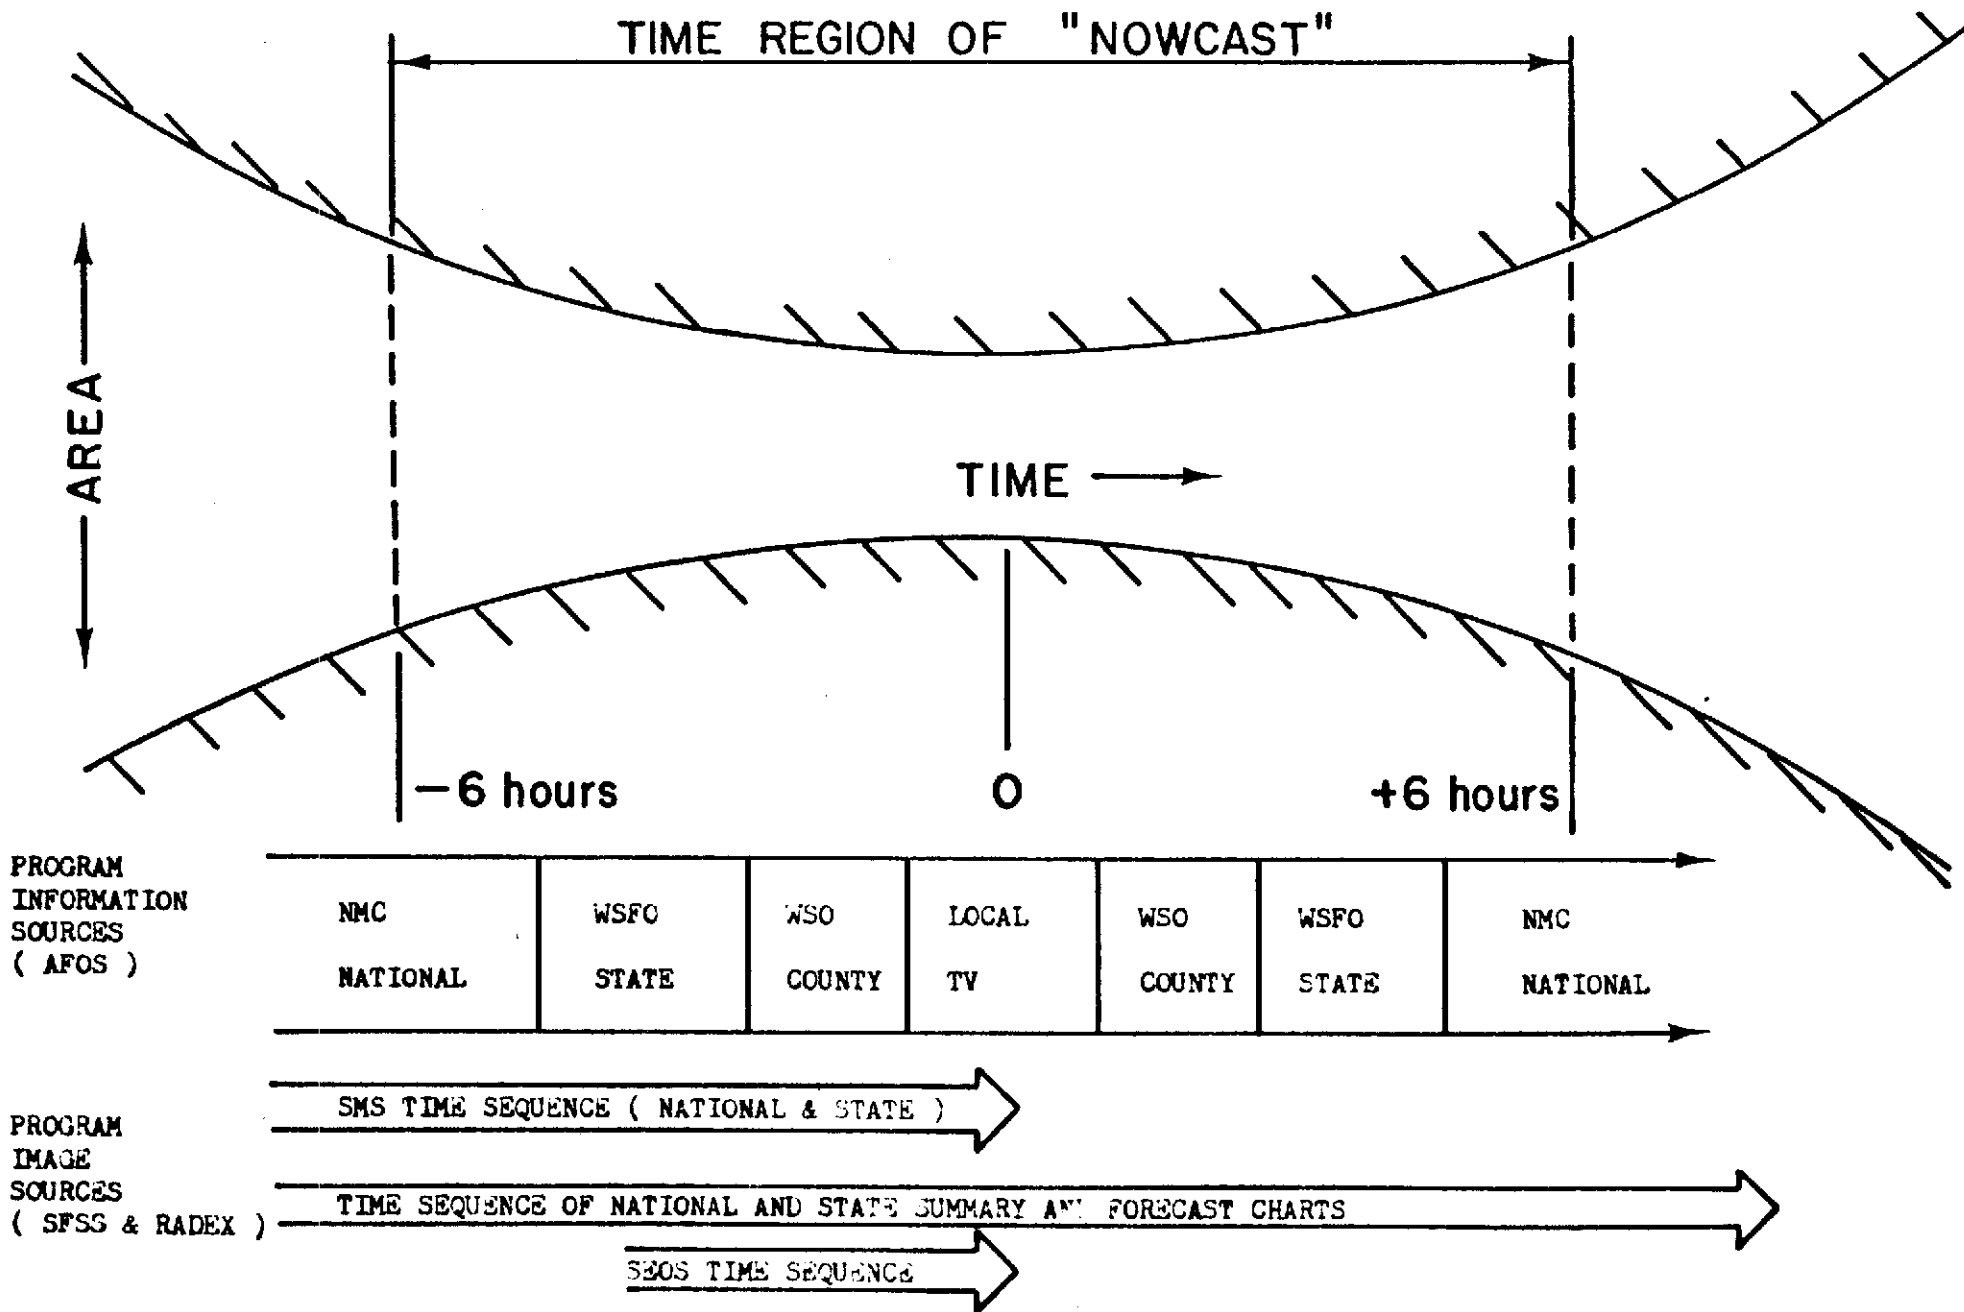 TIME REGION OF "NOWCAST"
AREA
TIME
-6 hours
0
+6 hours
PROGRAM
INFORMATION
SOURCES
( AFOS )
NMC
NATIONAL
WSFO
STATE
WSO
COUNTY
LOCAL
TV
WSO
COUNTY
WSFO
STATE
NMC
NATIONAL
PROGRAM
IMAGE
SOURCES
( SFSS & RADEX )
SMS TIME SEQUENCE ( NATIONAL & STATE )
TIME SEQUENCE OF NATIONAL AND STATE SUMMARY FORECAST CHARTS
SEOS TIME SEQUENCE